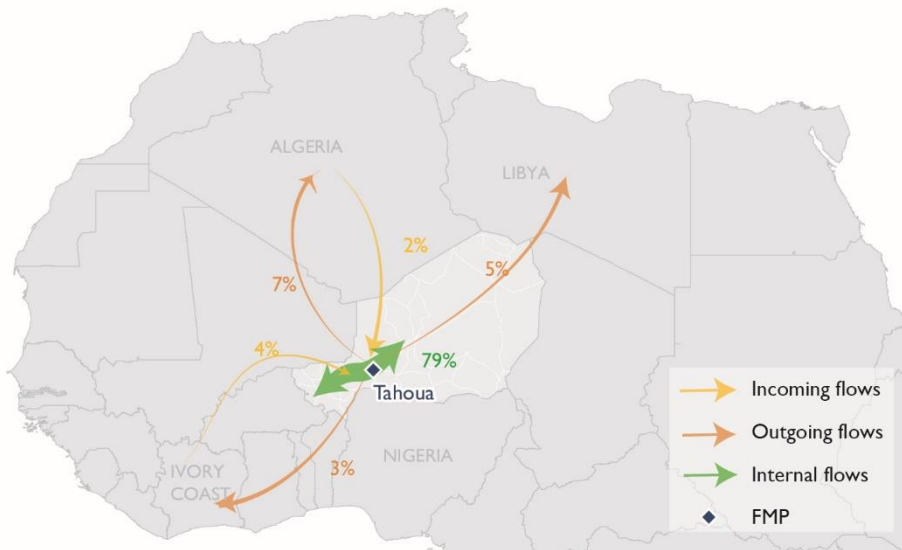 ALGERIA
LIBYA
2%
5%
7%
4%
79%
Tahoua
3%
NIGERIA
IVORY
COAST
Incoming flows
Outgoing flows
Internal flows
FMP